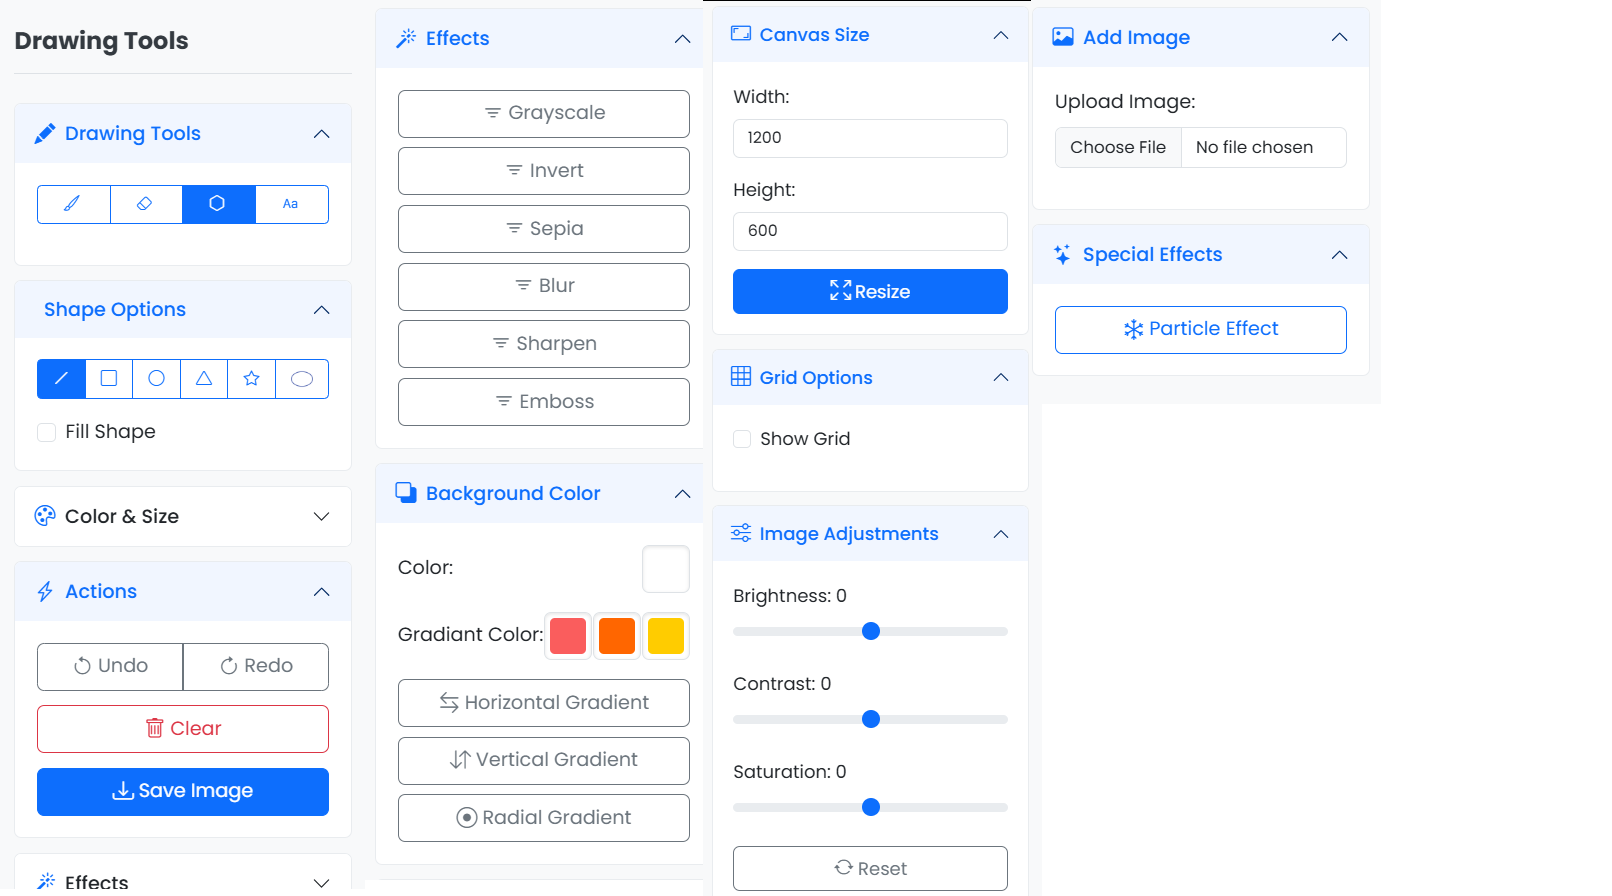 Drawing Tools
Drawing Tools
Aa
Shape Options
Fill Shape
Color & Size
Actions
Undo
Redo
Clear
Save Image
Effects
Effects
Grayscale
Invert
Sepia
Blur
Sharpen
Emboss
Background Color
Color:
Gradiant Color:
Horizontal Gradient
Vertical Gradient
Radial Gradient
Canvas Size
Width:
1200
Height:
600
Resize
Grid Options
Show Grid
Image Adjustments
Brightness: 0
Contrast: 0
Saturation: 0
Reset
Add Image
Upload Image:
Choose File No file chosen
Special Effects
Particle Effect